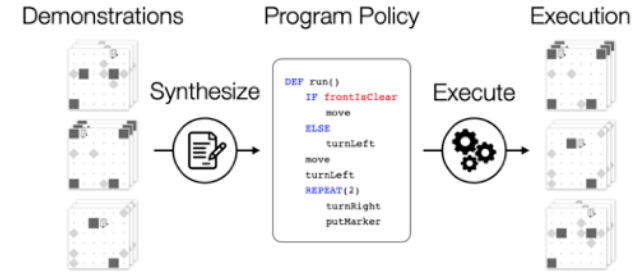 Demonstrations
Program Policy
Execution
Synthesize
Execute
DEF run()
IF frontIsClear
move
ELSE
turnLeft
move
turnLeft
REPEAT(2)
turnRight
putMarker